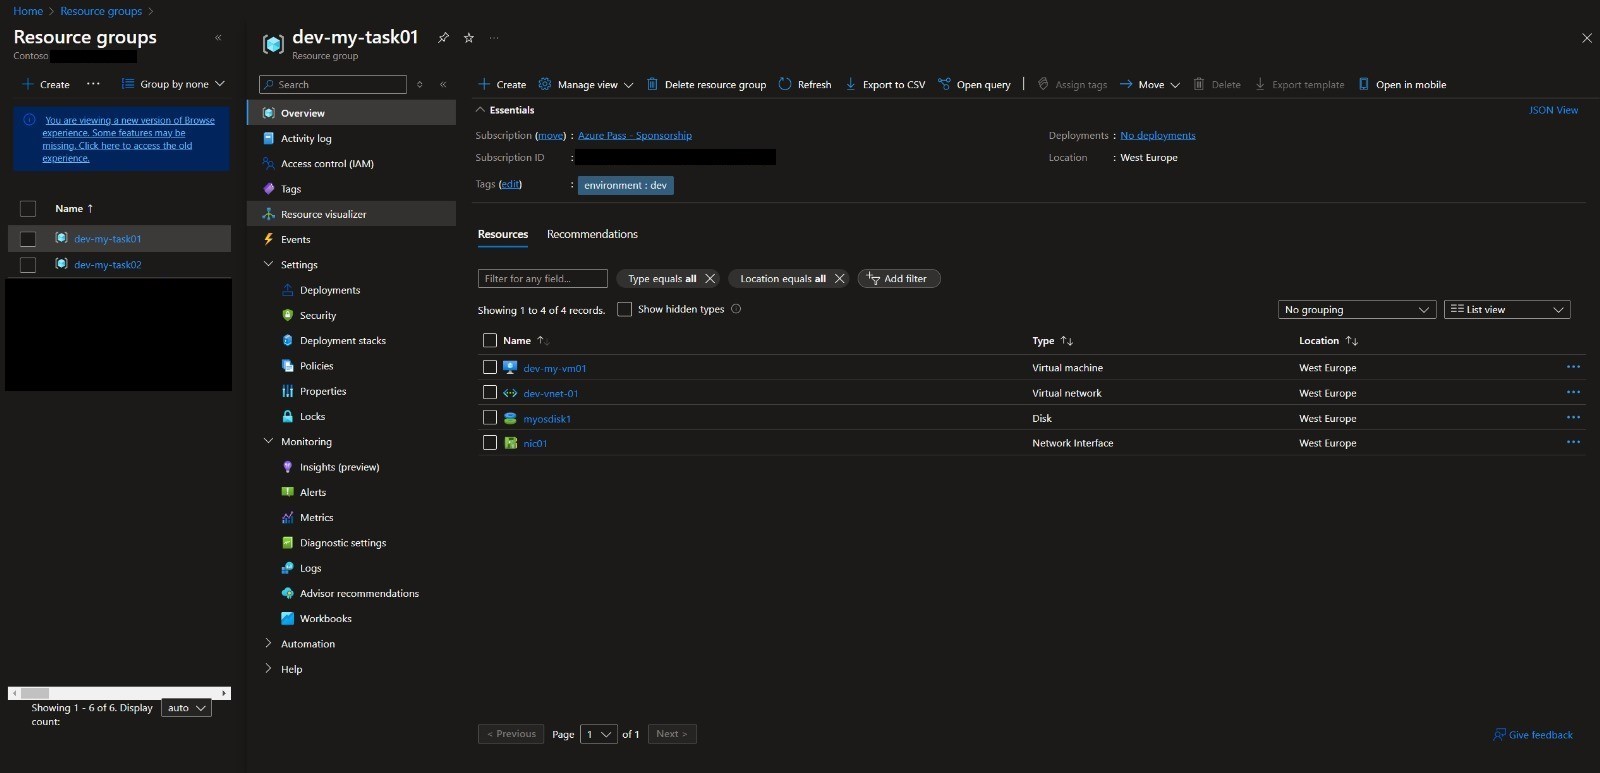 Home > Resource groups >
Resource groups
«
Contoso
+ Create
···
Group by none
You are viewing a new version of Browse
experience. Some features may be
missing. Click here to access the old
experience.
Name ↑
dev-my-task01
dev-my-task02
Showing 1 - 6 of 6. Display
count:
auto
dev-my-task01
···
Resource group
Search
«
Overview
Activity log
Access control (IAM)
Tags
Resource visualizer
Events
Settings
Deployments
Security
Deployment stacks
Policies
Properties
Locks
Monitoring
Insights (preview)
Alerts
Metrics
Diagnostic settings
Logs
Advisor recommendations
Workbooks
Automation
Help
+ Create
Manage view
Delete resource group
Refresh
Export to CSV
Open query
Assign tags
Move
Delete
Export template
Open in mobile
Essentials
JSON View
Subscription (move) : Azure Pass - Sponsorship
Deployments : No deployments
Subscription ID :
Location : West Europe
Tags (edit) : environment : dev
Resources
Recommendations
Filter for any field...
Type equals all
Location equals all
Add filter
Showing 1 to 4 of 4 records.
Show hidden types
No grouping
List view
Name ↑↓
Type ↑↓
Location ↑↓
dev-my-vm01 Virtual machine West Europe ···
dev-vnet-01 Virtual network West Europe ···
myosdisk1 Disk West Europe ···
nic01 Network Interface West Europe ···
< Previous
Page
1
of 1
Next >
Give feedback